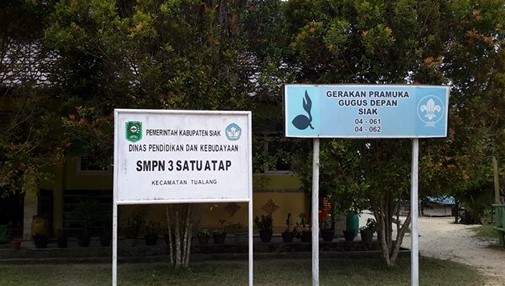 PEMERINTAH KABUPATEN SIAK
DINAS PENDIDIKAN DAN KEBUDAYAAN
SMPN 3 SATU ATAP
KECAMATAN TUALANG
GERAKAN PRAMUKA
GUGUS DEPAN
SIAK
04 - 061
04 - 062